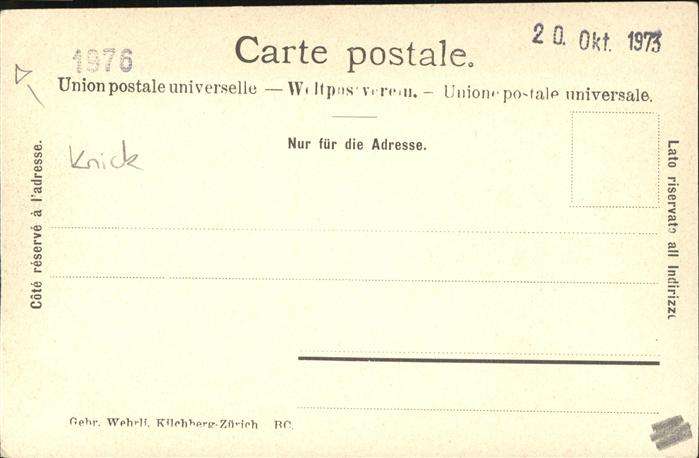 20. Okt. 1973
1976
Carte postale.
Union postale universelle — Weltpostverein. — Unione postale universale.
Nur für die Adresse.
Knick
Côté réservé à l'adresse.
Lato riservato all Indirizzo
Gebr. Wehrli, Kilchberg-Zürich BC.